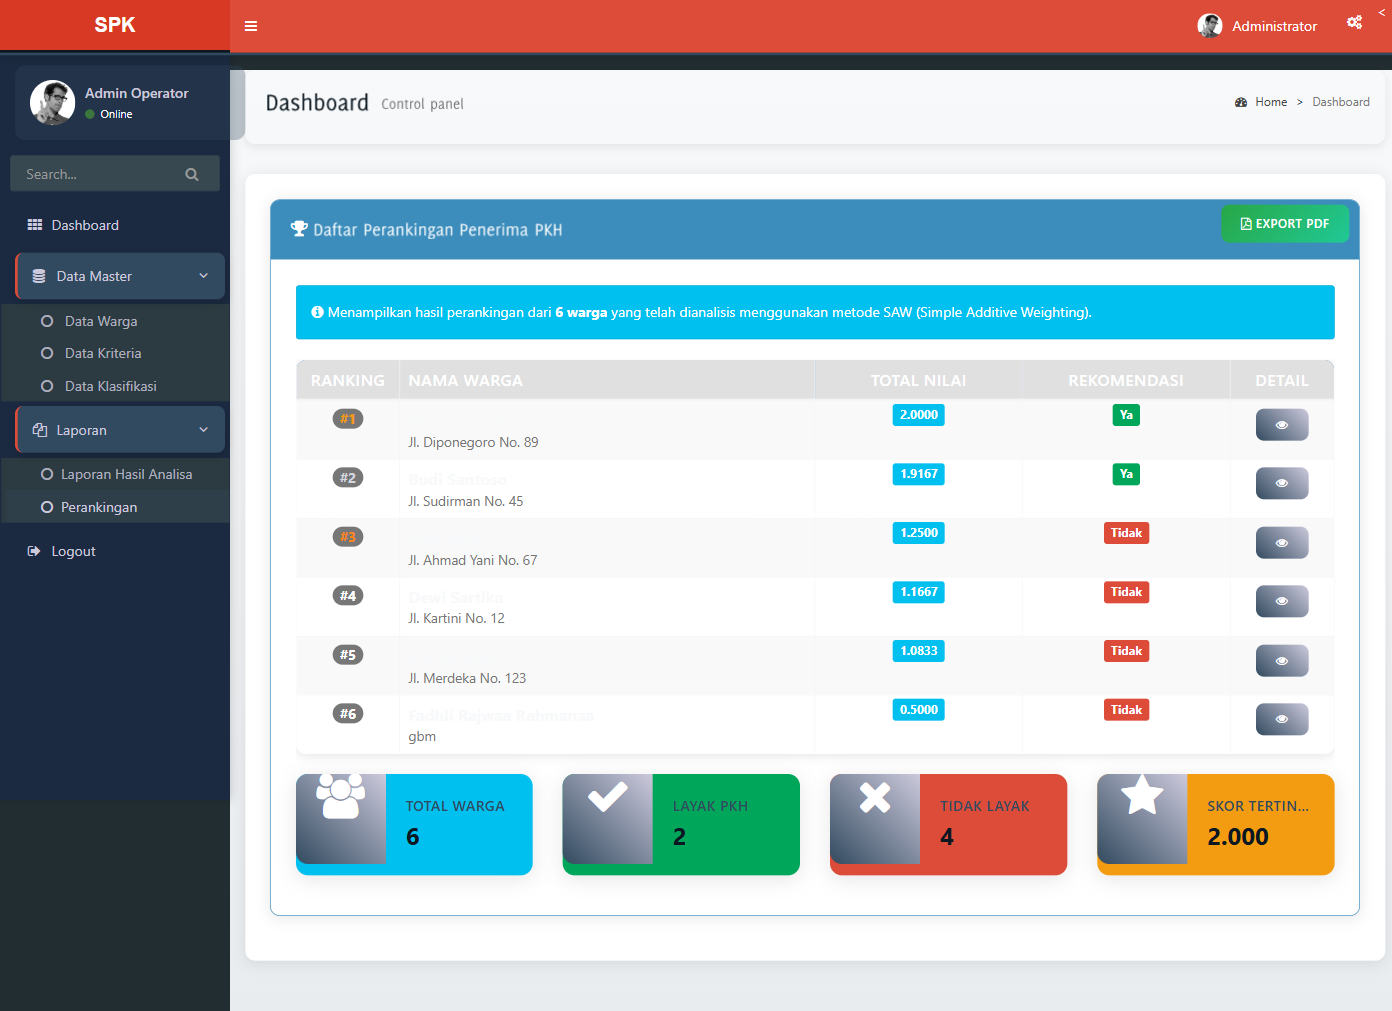 SPK
Administrator
<
Admin Operator
Online
Search...
Dashboard
Data Master
Data Warga
Data Kriteria
Data Klasifikasi
Laporan
Laporan Hasil Analisa
Perankingan
Logout
Dashboard Control panel
Home > Dashboard
Daftar Perankingan Penerima PKH
EXPORT PDF
Menampilkan hasil perankingan dari 6 warga yang telah dianalisis menggunakan metode SAW (Simple Additive Weighting).
RANKING NAMA WARGA TOTAL NILAI REKOMENDASI DETAIL
#1 2.0000 Ya
Jl. Diponegoro No. 89
#2 Budi Santoso 1.9167 Ya
Jl. Sudirman No. 45
#3 1.2500 Tidak
Jl. Ahmad Yani No. 67
#4 Dewi Sartika 1.1667 Tidak
Jl. Kartini No. 12
#5 1.0833 Tidak
Jl. Merdeka No. 123
#6 Fadhil Rajwaa Rahmansa 0.5000 Tidak
gbm
TOTAL WARGA
6
LAYAK PKH
2
TIDAK LAYAK
4
SKOR TERTIN...
2.000